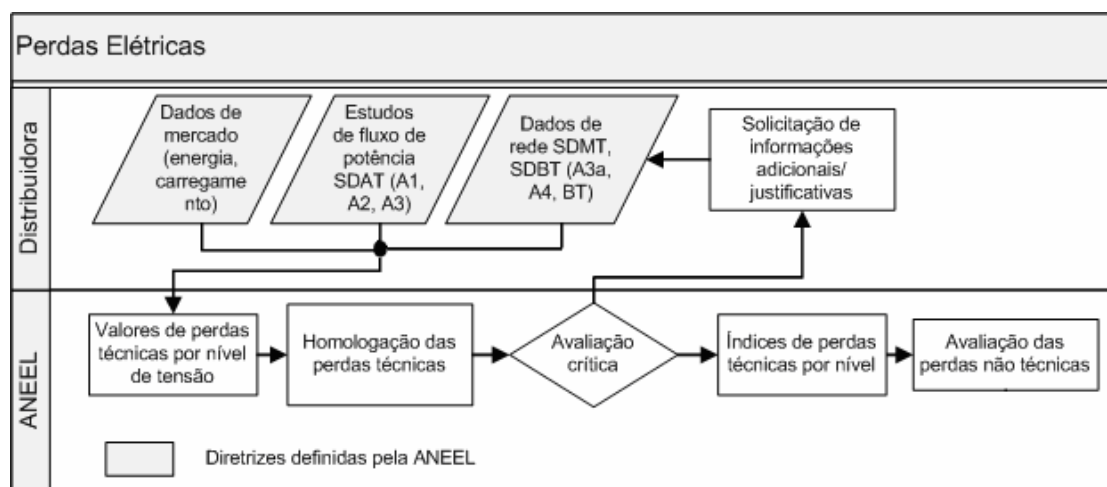 Perdas Elétricas
Distribuidora
Dados de
mercado
(energia,
carregame
nto)
Estudos
de fluxo de
potência
SDAT (A1,
A2, A3)
Dados de
rede SDMT,
SDBT (A3a,
A4, BT)
Solicitação de
informações
adicionais/
justificativas
ANEEL
Valores de perdas
técnicas por nível
de tensão
Homologação das
perdas técnicas
Avaliação
crítica
Índices de perdas
técnicas por nível
Avaliação das
perdas não técnicas
Diretrizes definidas pela ANEEL